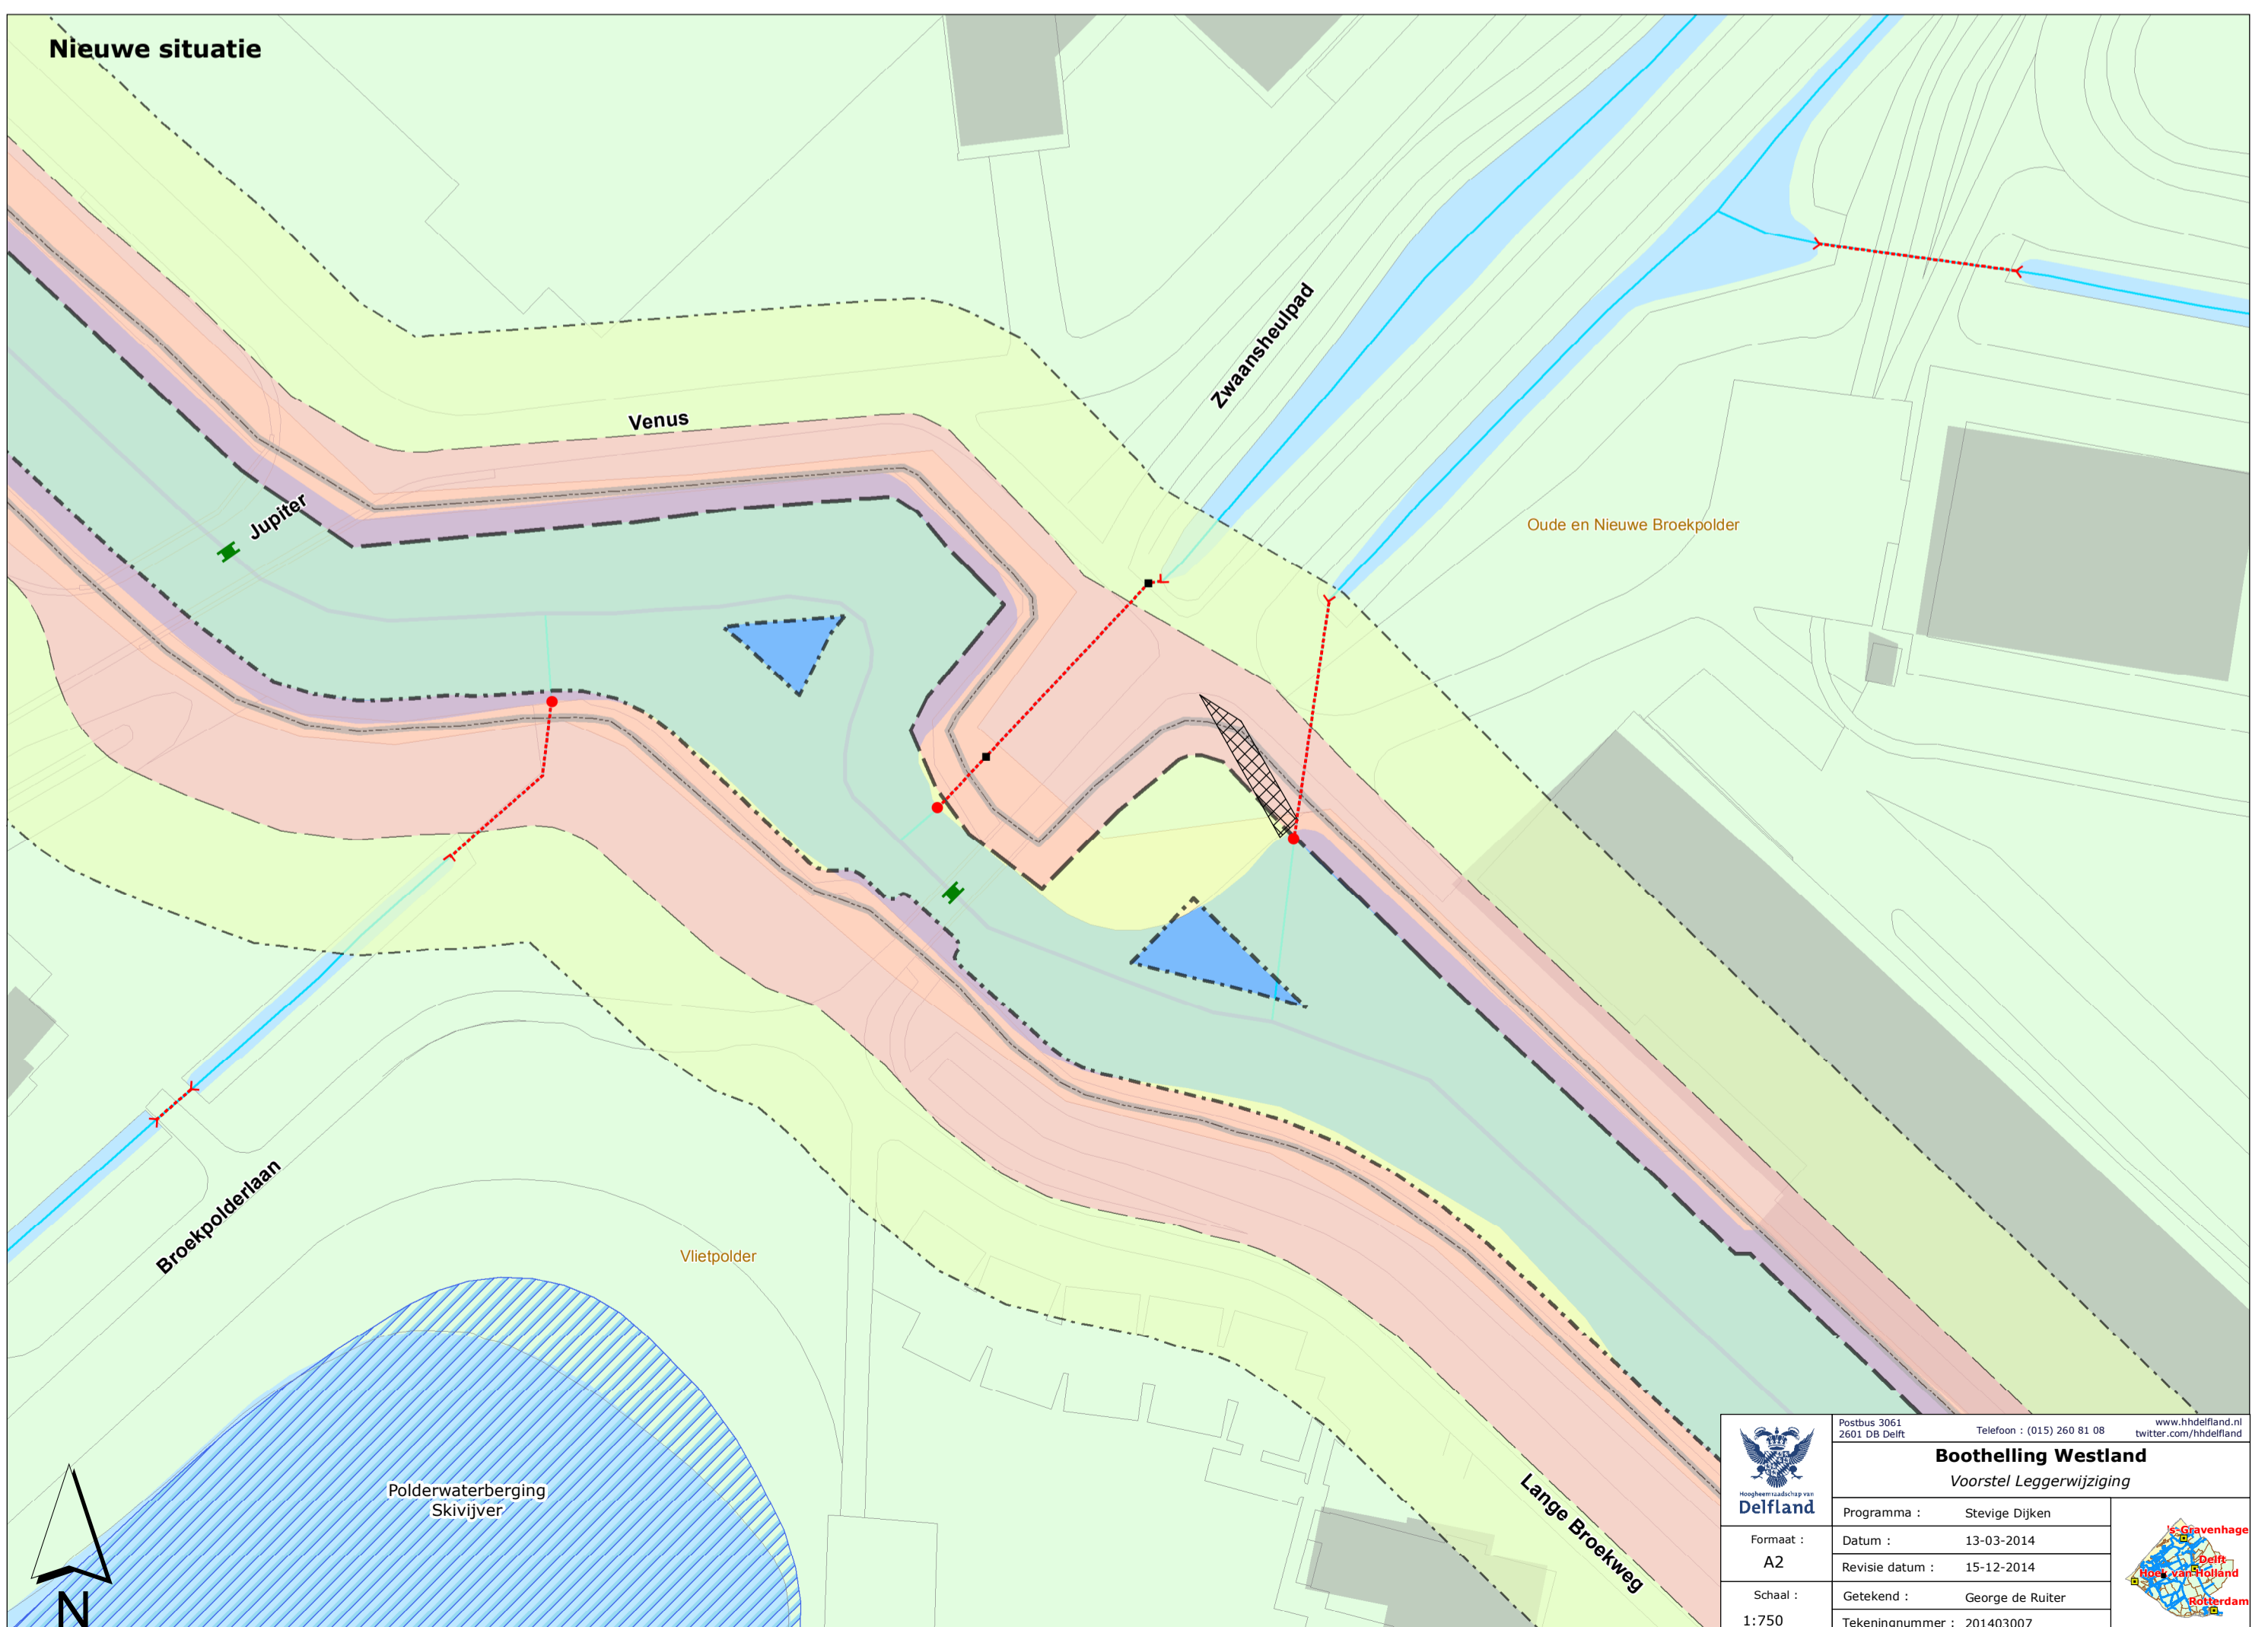 Nieuwe situatie
Venus
Zwaansheulpad
Jupiter
Oude en Nieuwe Broekpolder
Broekpolderlaan
Vlietpolder
Polderwaterberging
Skivijver
Lange Broekweg
N
Hoogheemraadschap van
Delfland
Postbus 3061
2601 DB Delft
Telefoon : (015) 260 81 08
www.hhdelfland.nl
twitter.com/hhdelfland
Boothelling Westland
Voorstel Leggerwijziging
Programma : Stevige Dijken
Formaat :
A2
Datum : 13-03-2014
Revisie datum : 15-12-2014
Schaal :
1:750
Getekend : George de Ruiter
Tekeningnummer : 201403007
's-Gravenhage
Delft
Hoek van Holland
Rotterdam